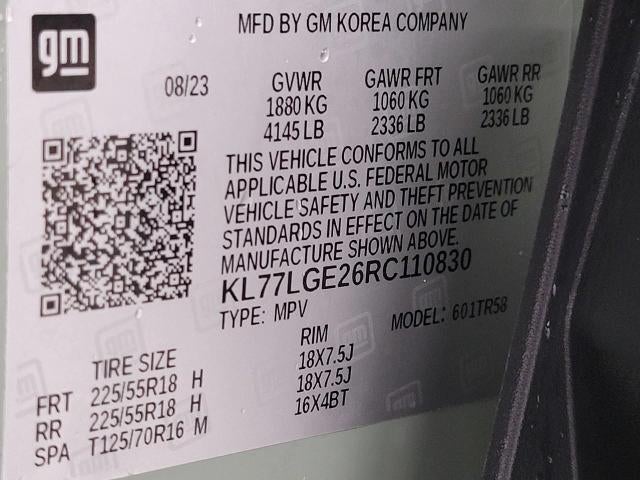 gm
MFD BY GM KOREA COMPANY
08/23 GVWR GAWR FRT GAWR RR
1880 KG 1060 KG 1060 KG
4145 LB 2336 LB 2336 LB
THIS VEHICLE CONFORMS TO ALL
APPLICABLE U.S. FEDERAL MOTOR
VEHICLE SAFETY AND THEFT PREVENTION
STANDARDS IN EFFECT ON THE DATE OF
MANUFACTURE SHOWN ABOVE.
KL77LGE26RC110830
TYPE: MPV MODEL: 601TR58
TIRE SIZE RIM
FRT 225/55R18 H 18X7.5J
RR 225/55R18 H 18X7.5J
SPA T125/70R16 M 16X4BT